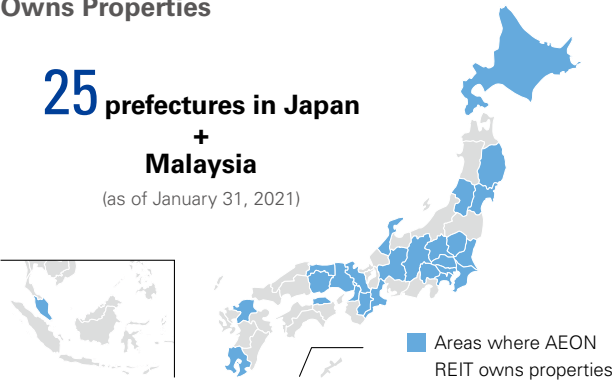 Owns Properties
25 prefectures in Japan
+
Malaysia
(as of January 31, 2021)
Areas where AEON
REIT owns properties